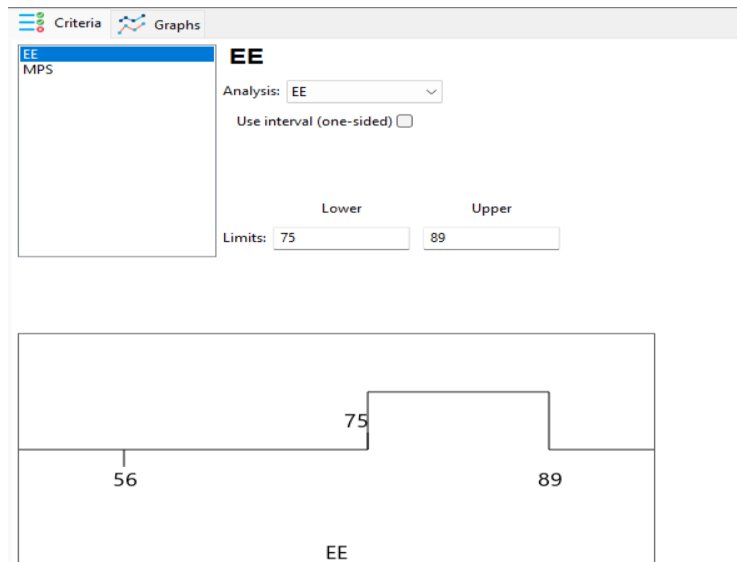 Criteria Graphs
EE
MPS
EE
Analysis: EE
Use interval (one-sided)
Lower Upper
Limits: 75 89
75
56 89
EE